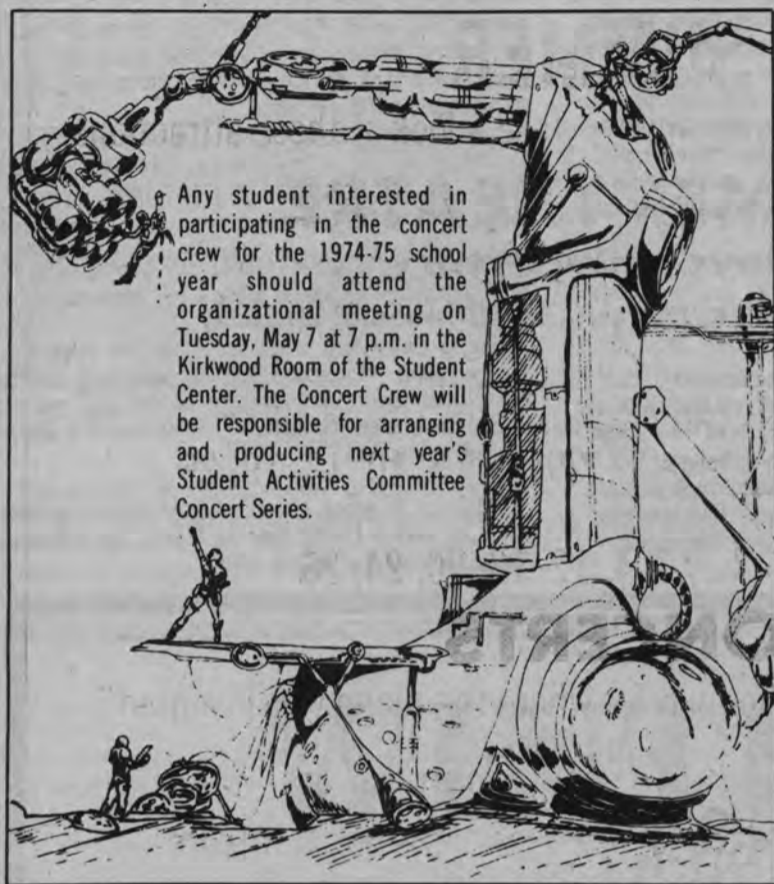 Any student interested in
participating in the concert
crew for the 1974-75 school
year should attend the
organizational meeting on
Tuesday, May 7 at 7 p.m. in the
Kirkwood Room of the Student
Center. The Concert Crew will
be responsible for arranging
and producing next year's
Student Activities Committee
Concert Series.